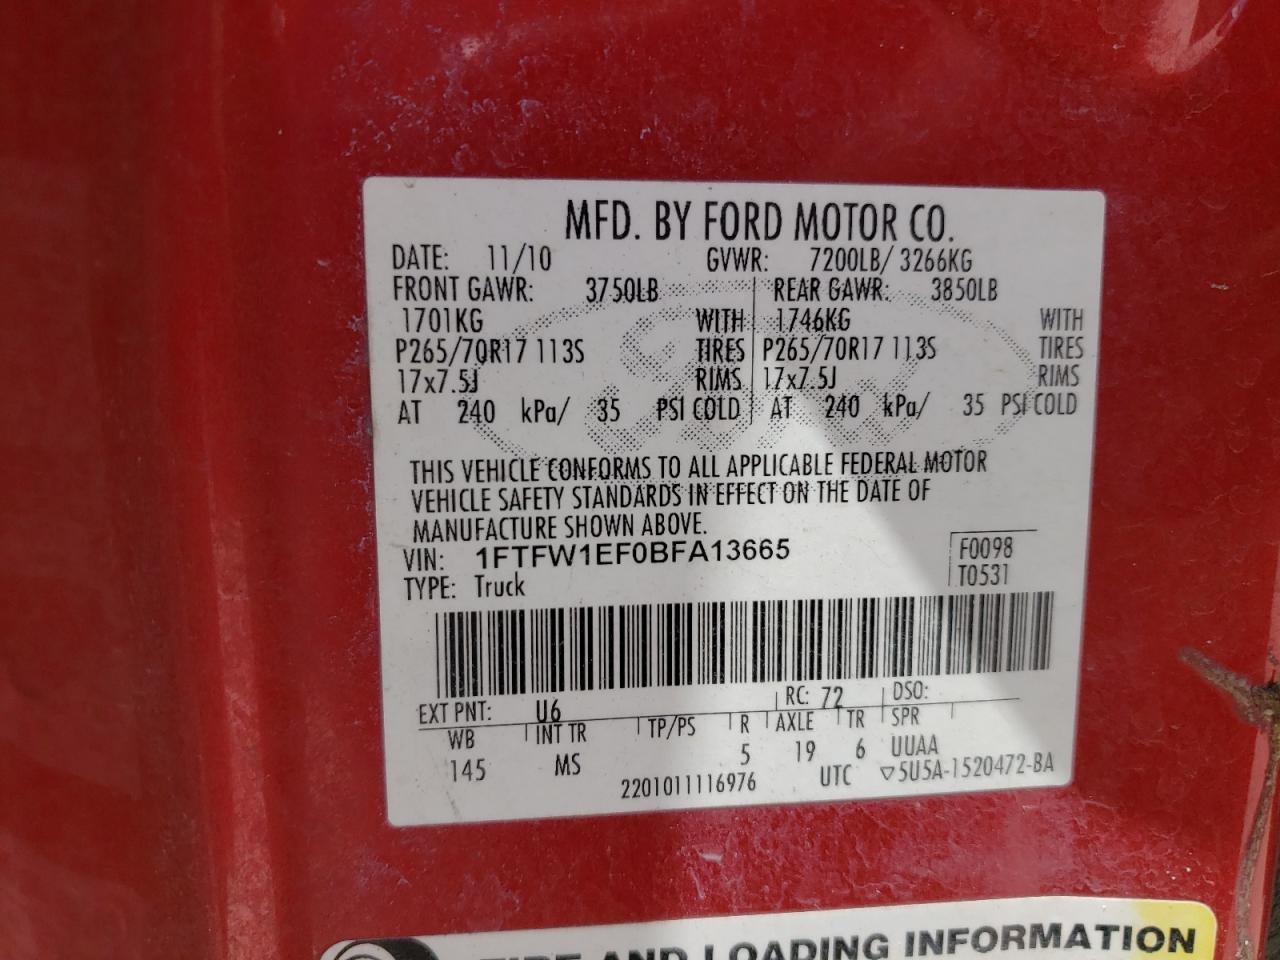 MFD. BY FORD MOTOR CO.
DATE: 11/10 GVWR: 7200LB/ 3266KG
FRONT GAWR: 3750LB REAR GAWR: 3850LB
1701KG WITH 1746KG WITH
P265/70R17 113S TIRES P265/70R17 113S TIRES
17x7.5J RIMS 17x7.5J RIMS
AT 240 kPa/ 35 PSI COLD AT 240 kPa/ 35 PSI COLD
THIS VEHICLE CONFORMS TO ALL APPLICABLE FEDERAL MOTOR
VEHICLE SAFETY STANDARDS IN EFFECT ON THE DATE OF
MANUFACTURE SHOWN ABOVE.
VIN: 1FTFW1EF0BFA13665 F0098
TYPE: Truck T0531
EXT PNT: U6 RC: 72 DSO:
WB INT TR TP/PS R AXLE TR SPR
145 MS 5 19 6 UUAA
2201011116976 UTC ▽5U5A-1520472-BA
TIRE AND LOADING INFORMATION